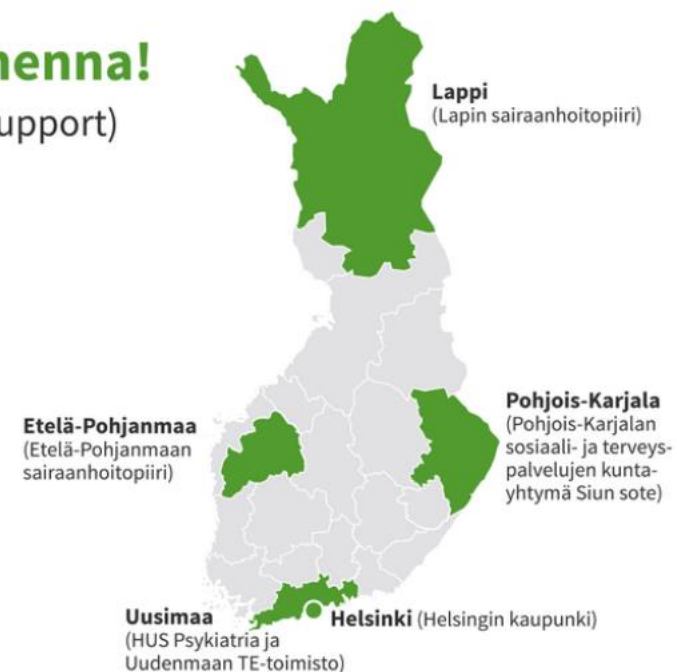 henna!
upport)
Lappi
(Lapin sairaanhoitopiiri)
Pohjois-Karjala
(Pohjois-Karjalan
sosiaali- ja terveys-
palvelujen kunta-
yhtymä Siun sote)
Etelä-Pohjanmaa
(Etelä-Pohjanmaan
sairaanhoitopiiri)
Helsinki (Helsingin kaupunki)
Uusimaa
(HUS Psykiatria ja
Uudenmaan TE-toimisto)